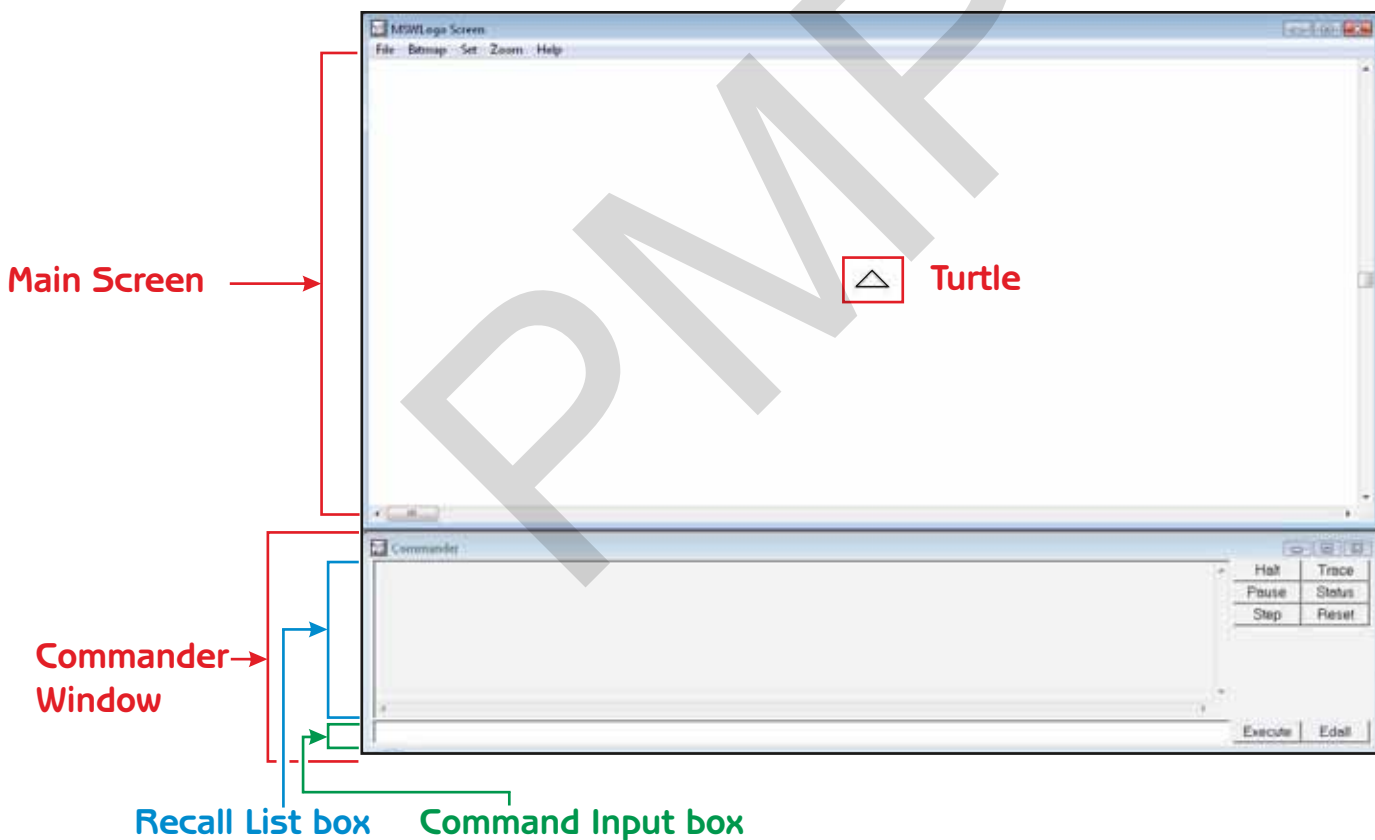 MSWLogo Screen
File Bitmap Set Zoom Help
Main Screen
Turtle
Commander
Halt Trace
Pause Status
Step Reset
Commander
Window
Execute Edall
Recall List box Command Input box
PMP